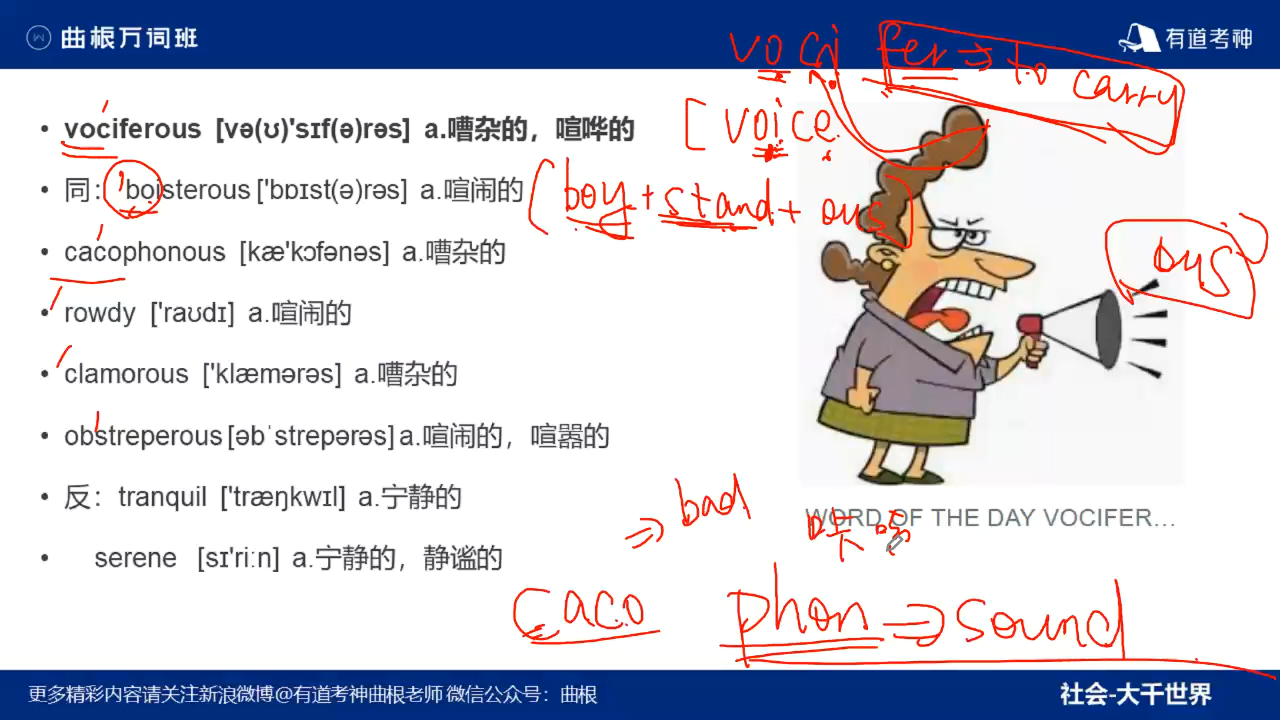 曲根万词班
有道考神
voci fer ⇒ to carry
[voice
• vociferous [və(ʊ)'sɪf(ə)rəs] a.嘈杂的，喧哗的
• 同： boisterous ['bɒɪst(ə)rəs] a.喧闹的
(boy + stand + ous)
• cacophonous [kæ'kɔfənəs] a.嘈杂的
ous
• rowdy ['raʊdɪ] a.喧闹的
• clamorous ['klæmərəs] a.嘈杂的
• obstreperous [əbˈstrepərəs] a.喧闹的，喧嚣的
• 反：tranquil ['træŋkwɪl] a.宁静的
⇒ bad
WORD OF THE DAY VOCIFER…
• serene [sɪ'riːn] a.宁静的，静谧的
caco phon ⇒ sound
更多精彩内容请关注新浪微博@有道考神曲根老师 微信公众号：曲根
社会-大千世界